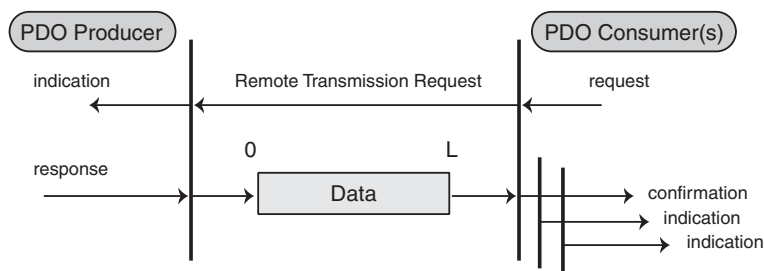 PDO Producer
PDO Consumer(s)
indication
Remote Transmission Request
request
0
L
response
Data
confirmation
indication
indication